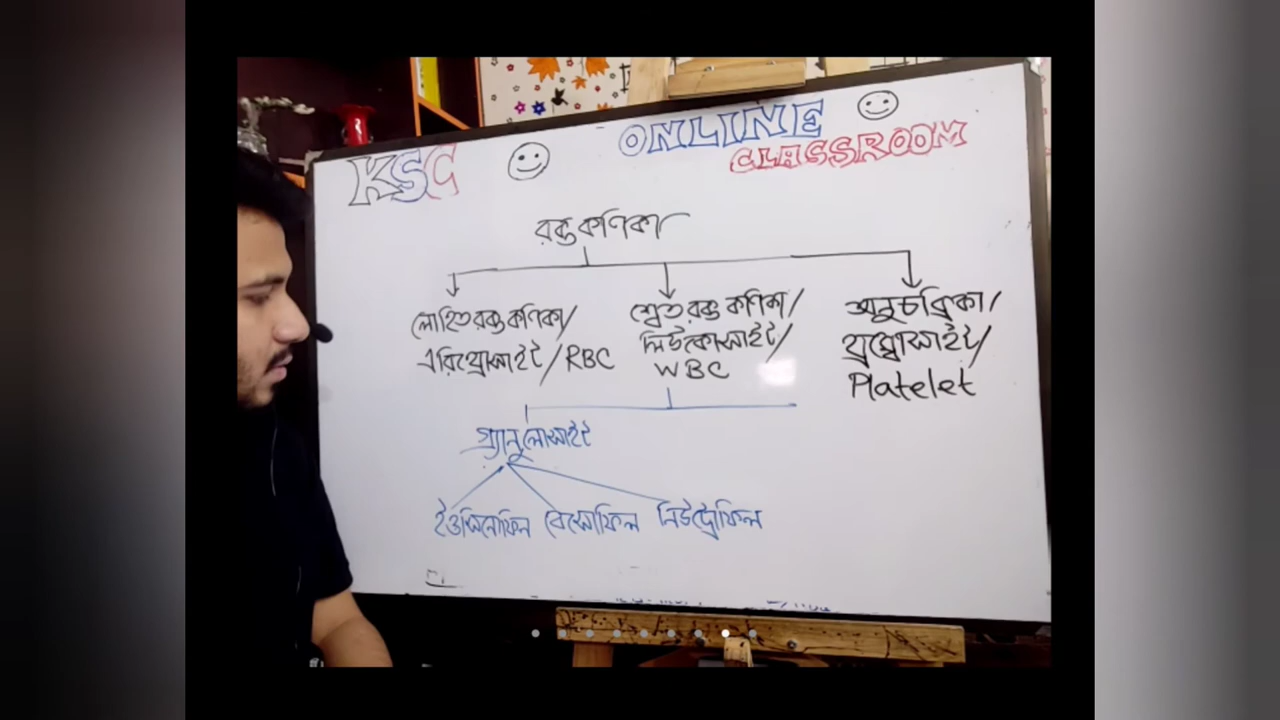 KSC
ONLINE
CLASSROOM
রক্তকণিকা
লোহিত রক্ত কণিকা/
এরিথ্রোসাইট/RBC
শ্বেত রক্ত কণিকা/
লিউকোসাইট/
WBC
অনুচক্রিকা/
থ্রম্বোসাইট/
Platelet
গ্র্যানুলোসাইট
ইওসিনোফিল বেসোফিল নিউট্রোফিল